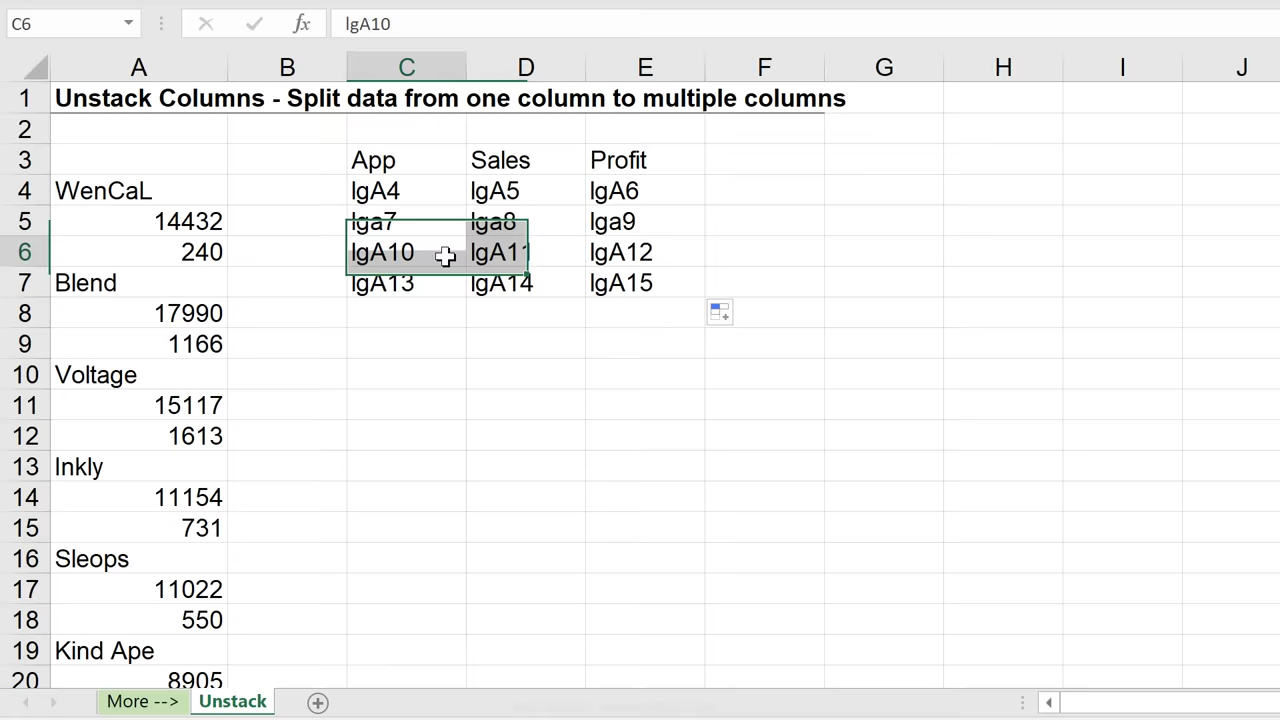 C6 fx lgA10
A B C D E F G H I J
1 Unstack Columns - Split data from one column to multiple columns
2
3 App Sales Profit
4 WenCaL lgA4 lgA5 lgA6
5 14432 lga7 lga8 lga9
6 240 lgA10 lgA11 lgA12
7 Blend lgA13 lgA14 lgA15
8 17990
9 1166
10 Voltage
11 15117
12 1613
13 Inkly
14 11154
15 731
16 Sleops
17 11022
18 550
19 Kind Ape
20 8905
More --> Unstack